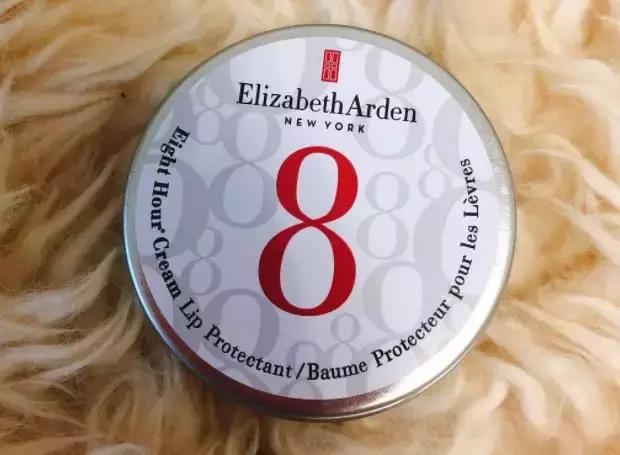 Elizabeth Arden
NEW YORK
8
Eight Hour® Cream Lip Protectant/Baume Protecteur pour les Lèvres